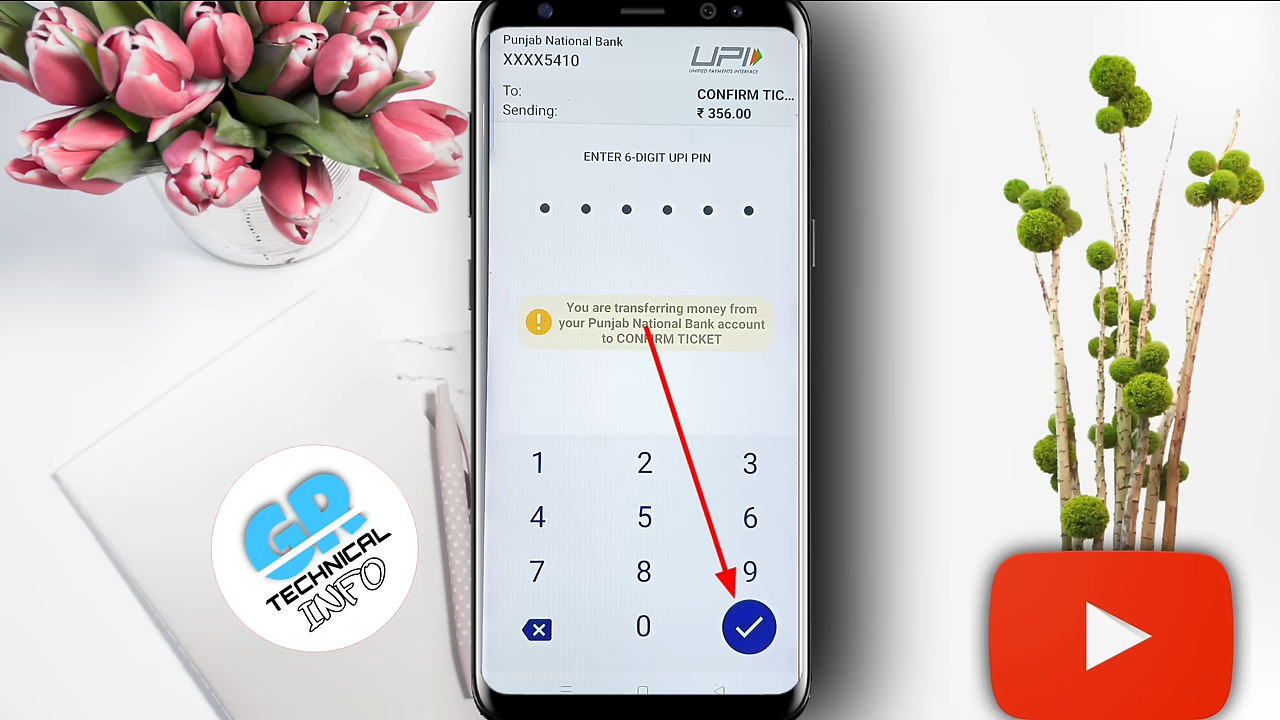 Punjab National Bank
XXXX5410
UPI
UNIFIED PAYMENTS INTERFACE
To: CONFIRM TIC...
Sending: ₹ 356.00
ENTER 6-DIGIT UPI PIN
You are transferring money from
your Punjab National Bank account
to CONFIRM TICKET
1 2 3
4 5 6
7 8 9
0
GR
TECHNICAL
INFO